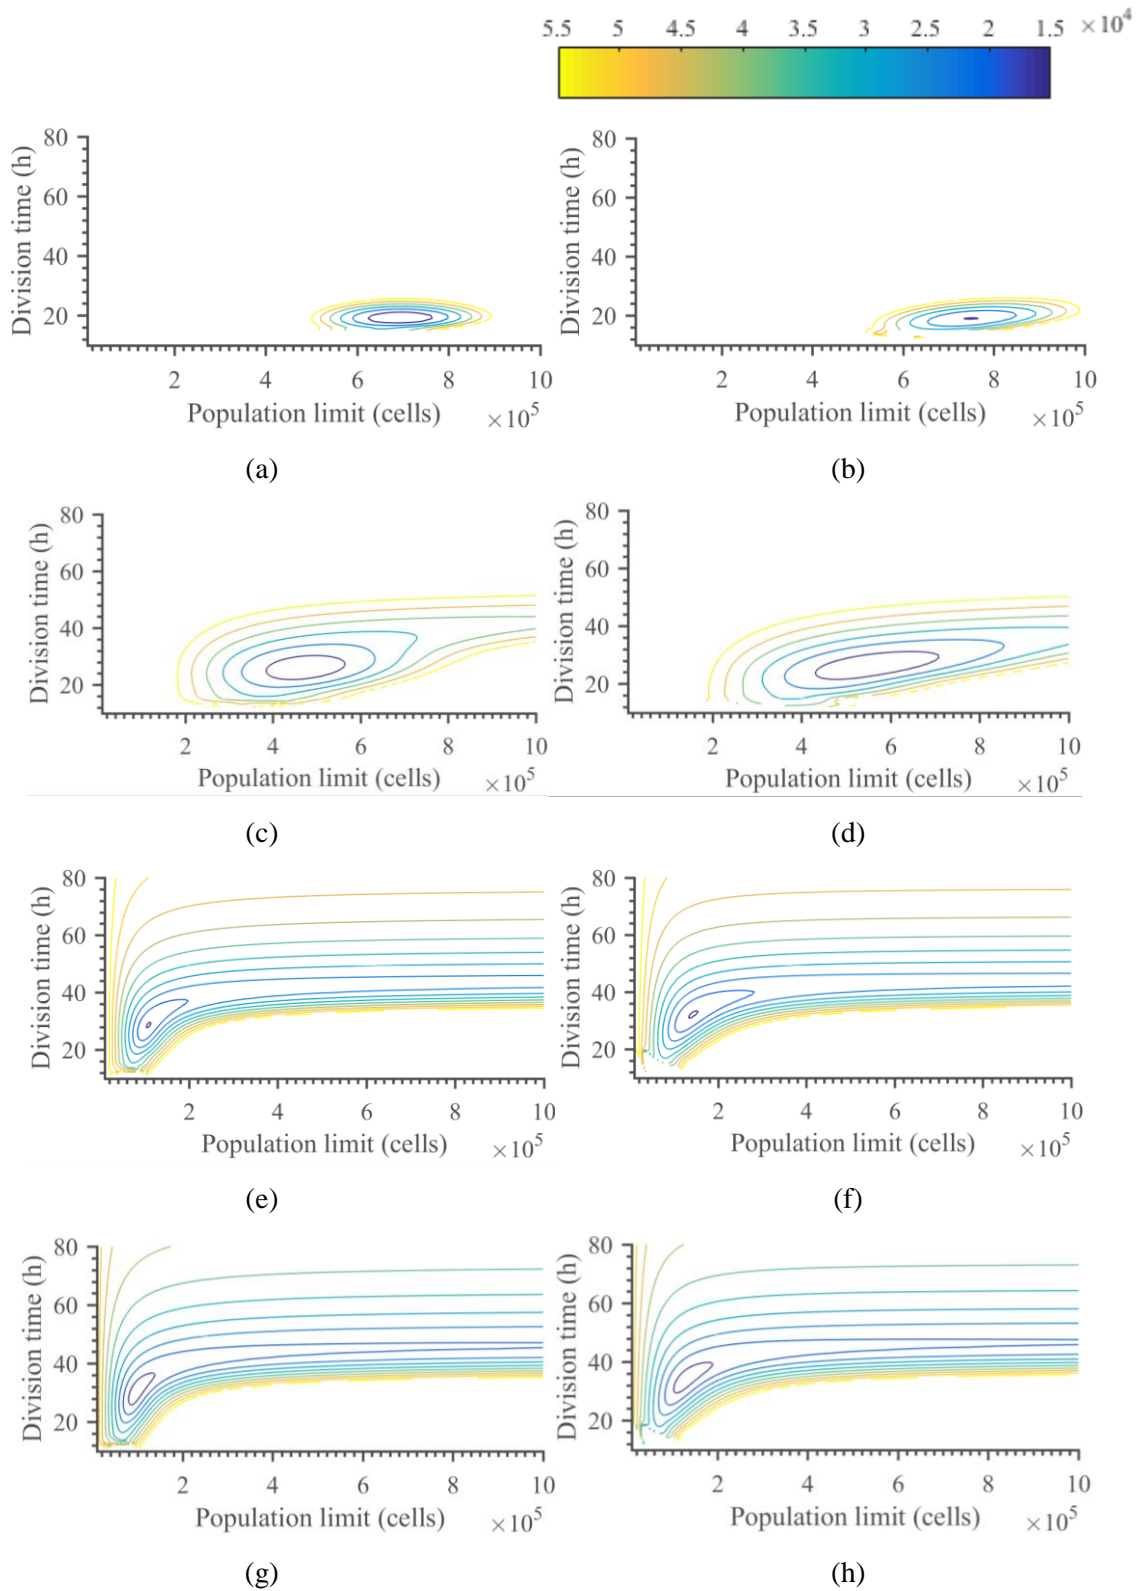 5.5 5 4.5 4 3.5 3 2.5 2 1.5 ×10⁴
Division time (h) Division time (h)
80 80
60 60
40 40
20 20
2 4 6 8 10 2 4 6 8 10
Population limit (cells) ×10⁵ Population limit (cells) ×10⁵
(a) (b)
Division time (h) Division time (h)
80 80
60 60
40 40
20 20
2 4 6 8 10 2 4 6 8 10
Population limit (cells) ×10⁵ Population limit (cells) ×10⁵
(c) (d)
Division time (h) Division time (h)
80 80
60 60
40 40
20 20
2 4 6 8 10 2 4 6 8 10
Population limit (cells) ×10⁵ Population limit (cells) ×10⁵
(e) (f)
Division time (h) Division time (h)
80 80
60 60
40 40
20 20
2 4 6 8 10 2 4 6 8 10
Population limit (cells) ×10⁵ Population limit (cells) ×10⁵
(g) (h)